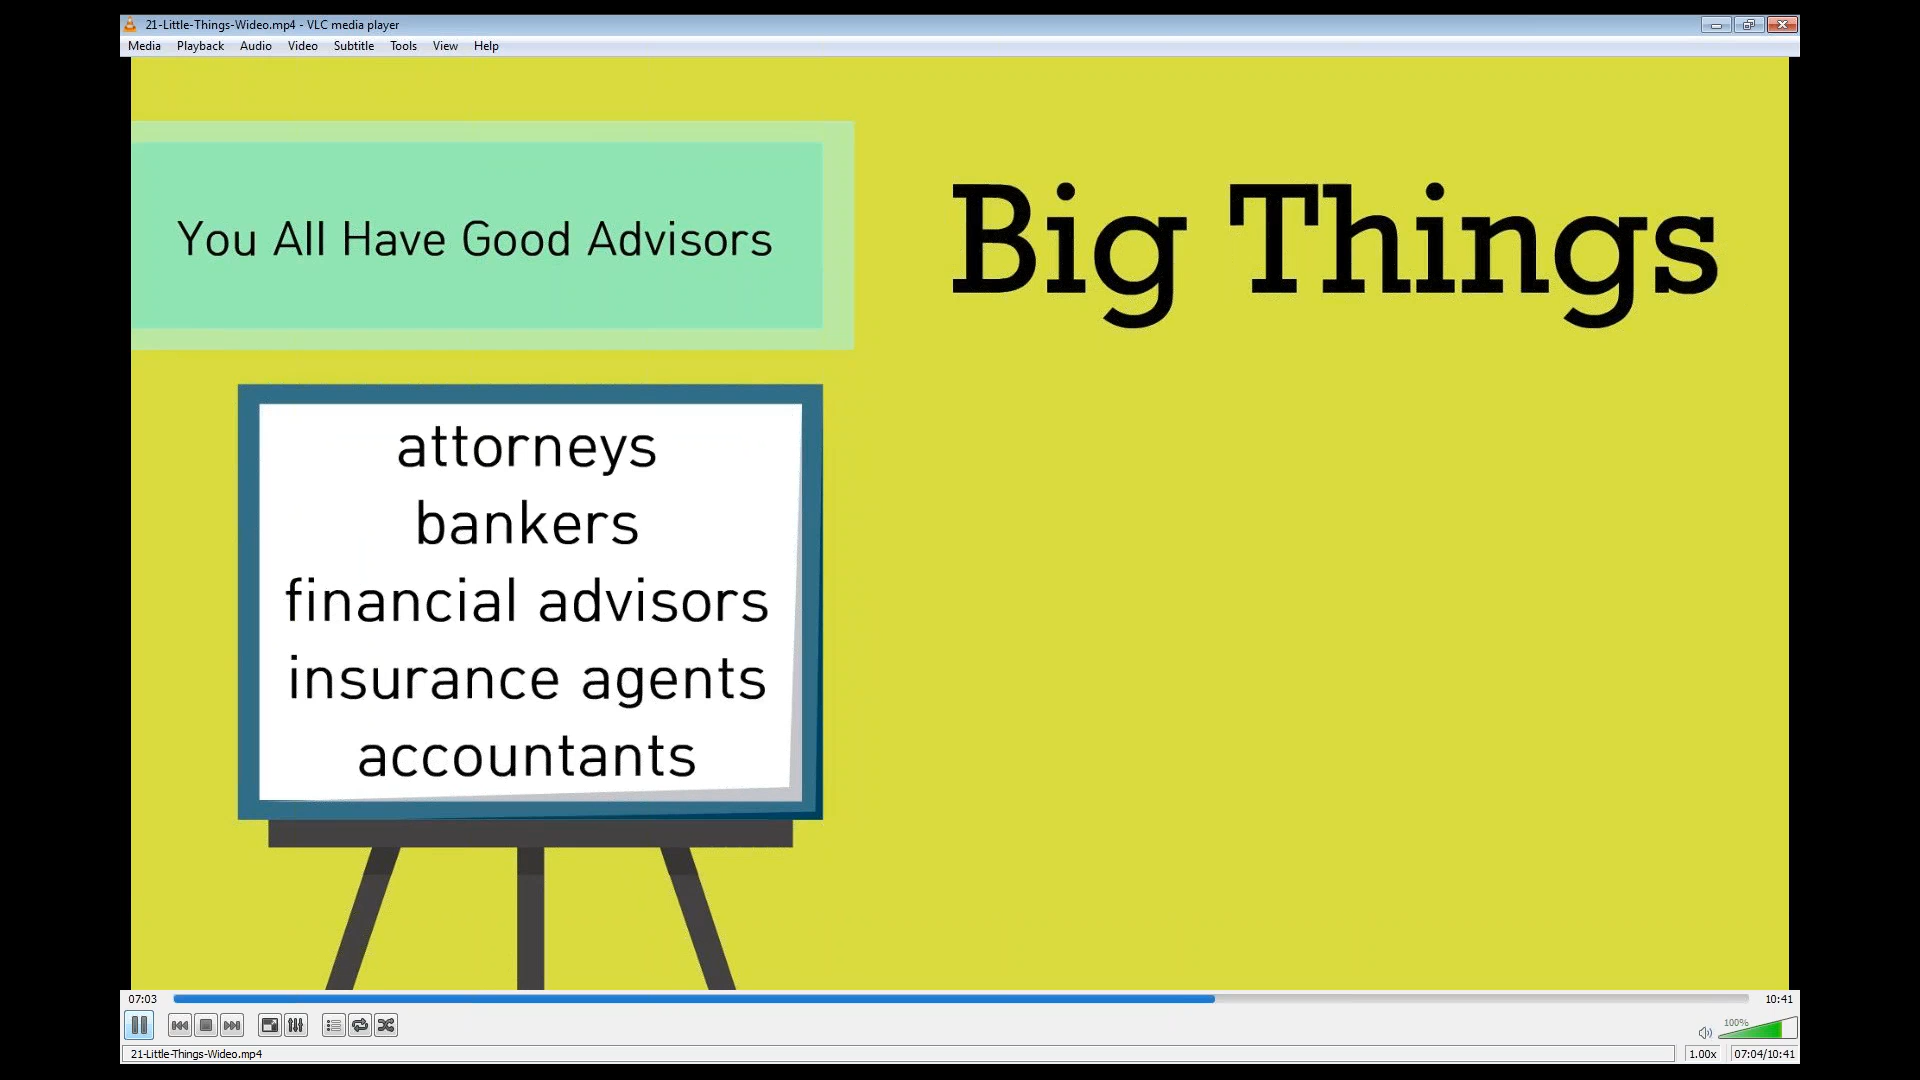 21-Little-Things-Wideo.mp4 - VLC media player
Media Playback Audio Video Subtitle Tools View Help
You All Have Good Advisors
Big Things
attorneys
bankers
financial advisors
insurance agents
accountants
07:03
10:41
100%
21-Little-Things-Wideo.mp4
1.00x
07:04/10:41